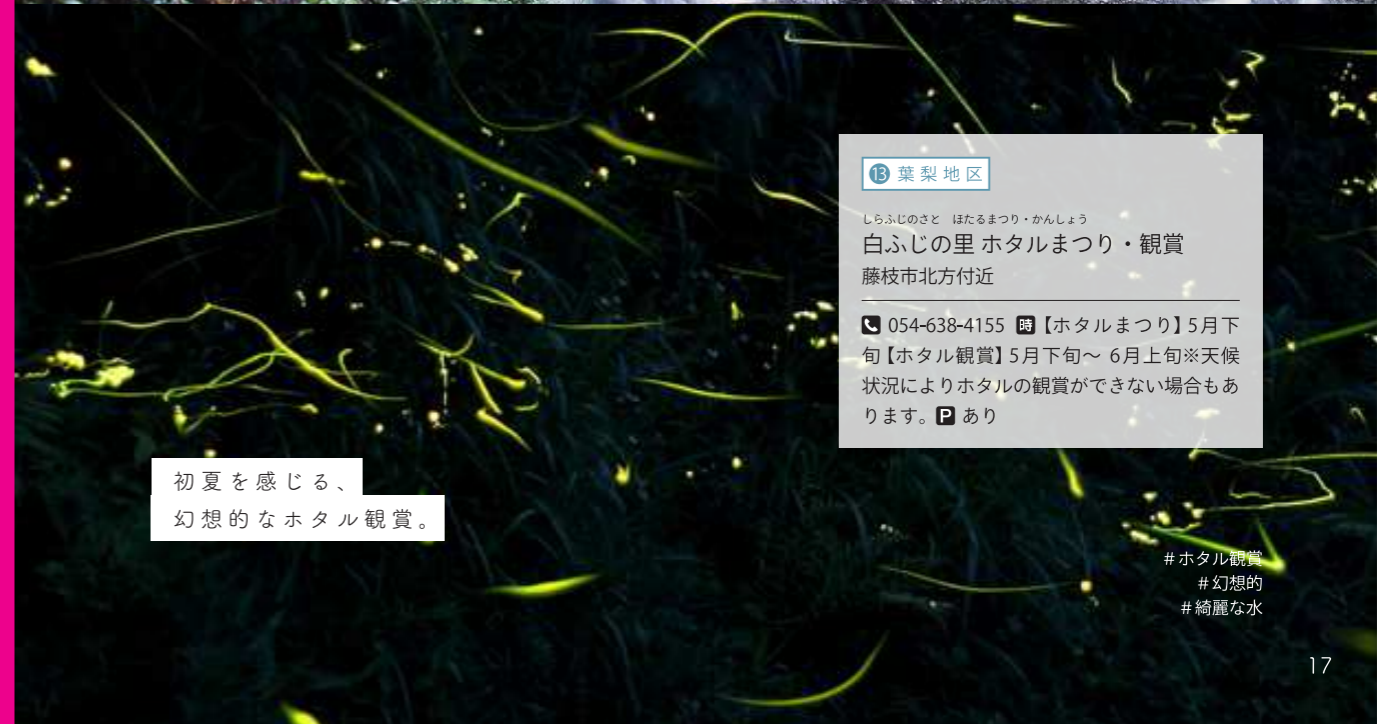 ⓭ 葉梨地区
しらふじのさと ほたるまつり・かんしょう
白ふじの里 ホタルまつり・観賞
藤枝市北方付近
054-638-4155 時【ホタルまつり】5月下
旬【ホタル観賞】5月下旬〜 6月上旬※天候
状況によりホタルの観賞ができない場合もあ
ります。P あり
初夏を感じる、
幻想的なホタル観賞。
#ホタル観賞
#幻想的
#綺麗な水
17